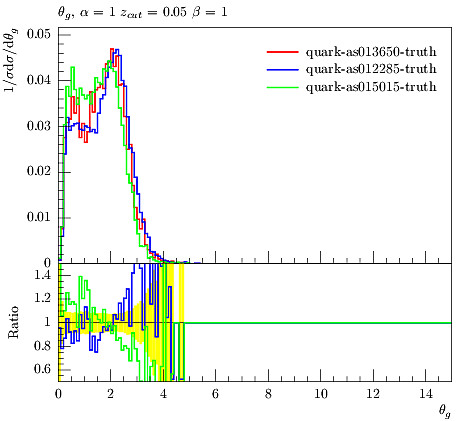 θg, α = 1 zcut = 0.05 β = 1
1/σdσ/dθg
0.05
0.04
0.03
0.02
0.01
0
quark-as013650-truth
quark-as012285-truth
quark-as015015-truth
Ratio
1.4
1.2
1
0.8
0.6
0 2 4 6 8 10 12 14
θg